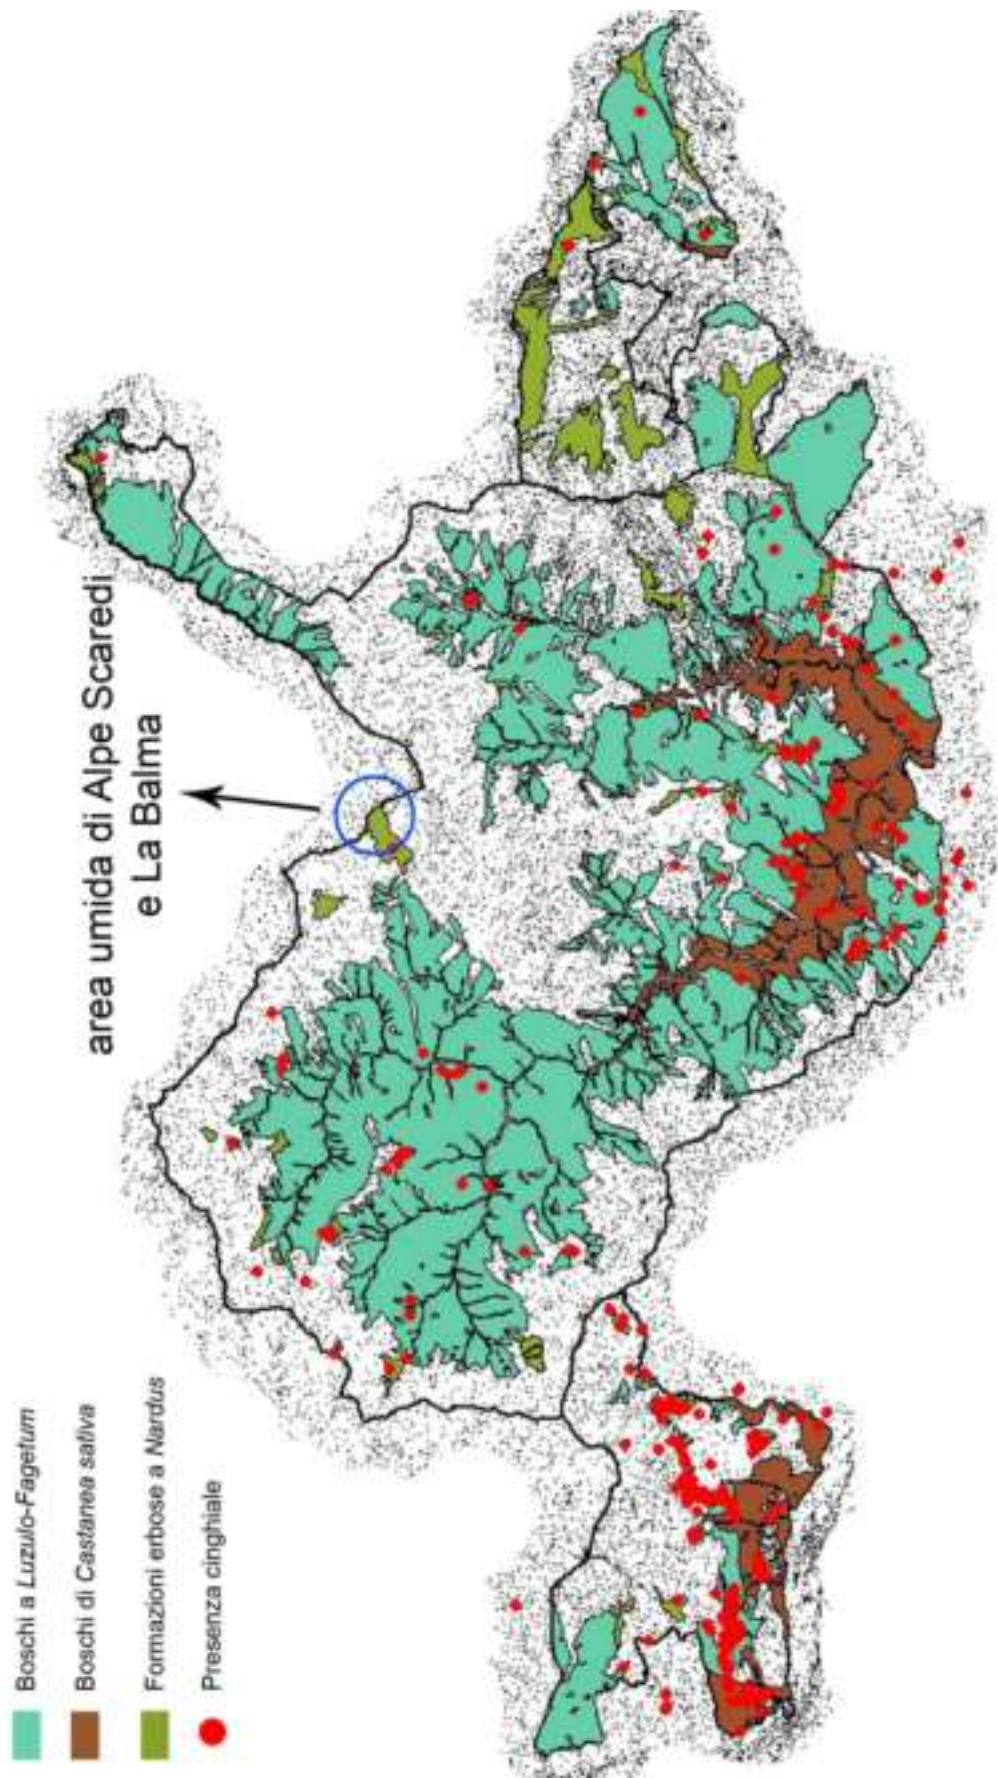 area umida di Alpe Scaredi
e La Balma
Boschi a Luzulo-Fagetum
Boschi di Castanea sativa
Formazioni erbose a Nardus
Presenza cinghiale